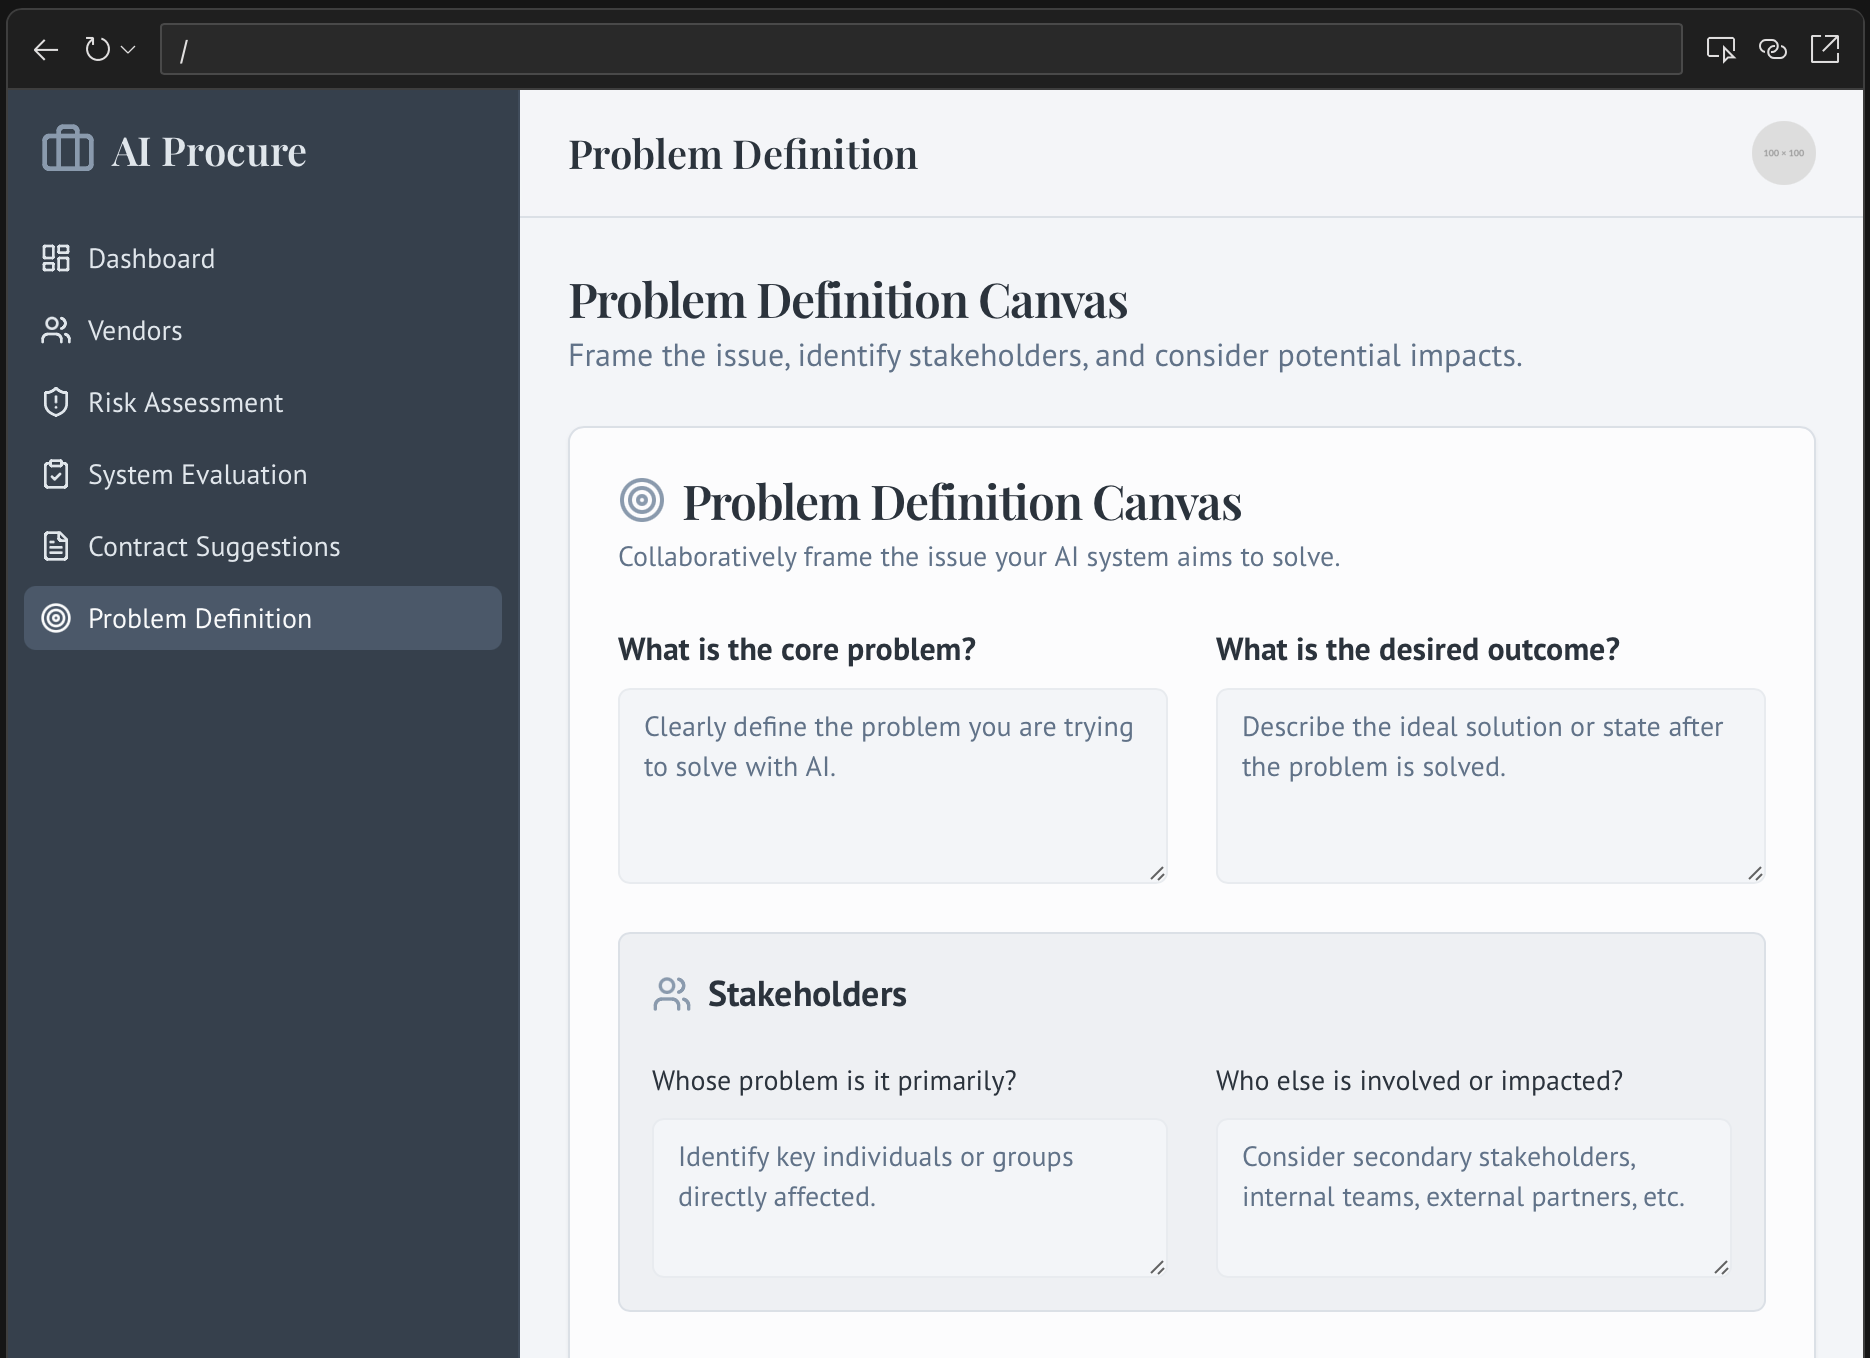 /
AI Procure
Dashboard
Vendors
Risk Assessment
System Evaluation
Contract Suggestions
Problem Definition
Problem Definition
100 × 100
Problem Definition Canvas
Frame the issue, identify stakeholders, and consider potential impacts.
Problem Definition Canvas
Collaboratively frame the issue your AI system aims to solve.
What is the core problem?
Clearly define the problem you are trying
to solve with AI.
What is the desired outcome?
Describe the ideal solution or state after
the problem is solved.
Stakeholders
Whose problem is it primarily?
Identify key individuals or groups
directly affected.
Who else is involved or impacted?
Consider secondary stakeholders,
internal teams, external partners, etc.